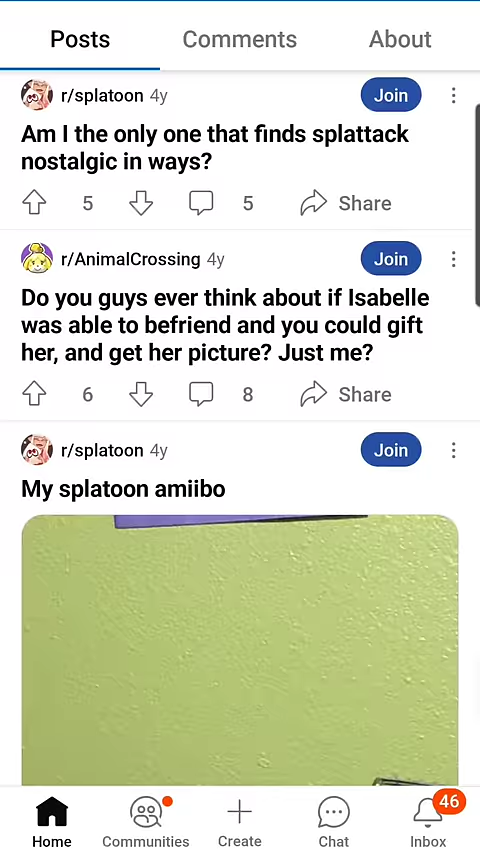 Posts Comments About
r/splatoon 4y Join
Am I the only one that finds splattack
nostalgic in ways?
5 5 Share
r/AnimalCrossing 4y Join
Do you guys ever think about if Isabelle
was able to befriend and you could gift
her, and get her picture? Just me?
6 8 Share
r/splatoon 4y Join
My splatoon amiibo
46
Home Communities Create Chat Inbox